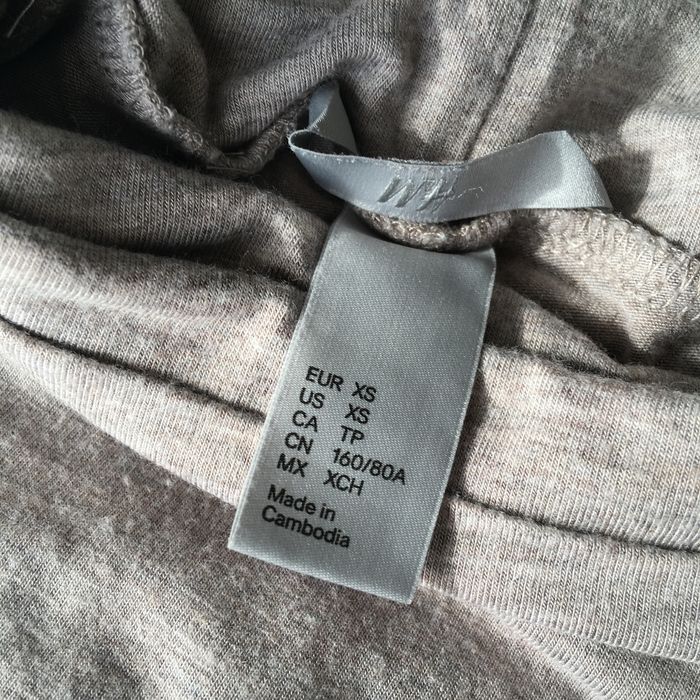 H&M
EUR XS
US XS
CA TP
CN 160/80A
MX XCH
Made in
Cambodia